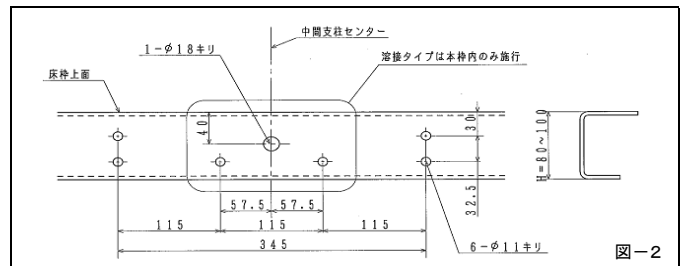 中間支柱センター
1-φ18キリ
溶接タイプは本枠内のみ施行
床枠上面
40
30
32.5
H=80~100
57.5
57.5
115
115
115
345
6-φ11キリ
図-2